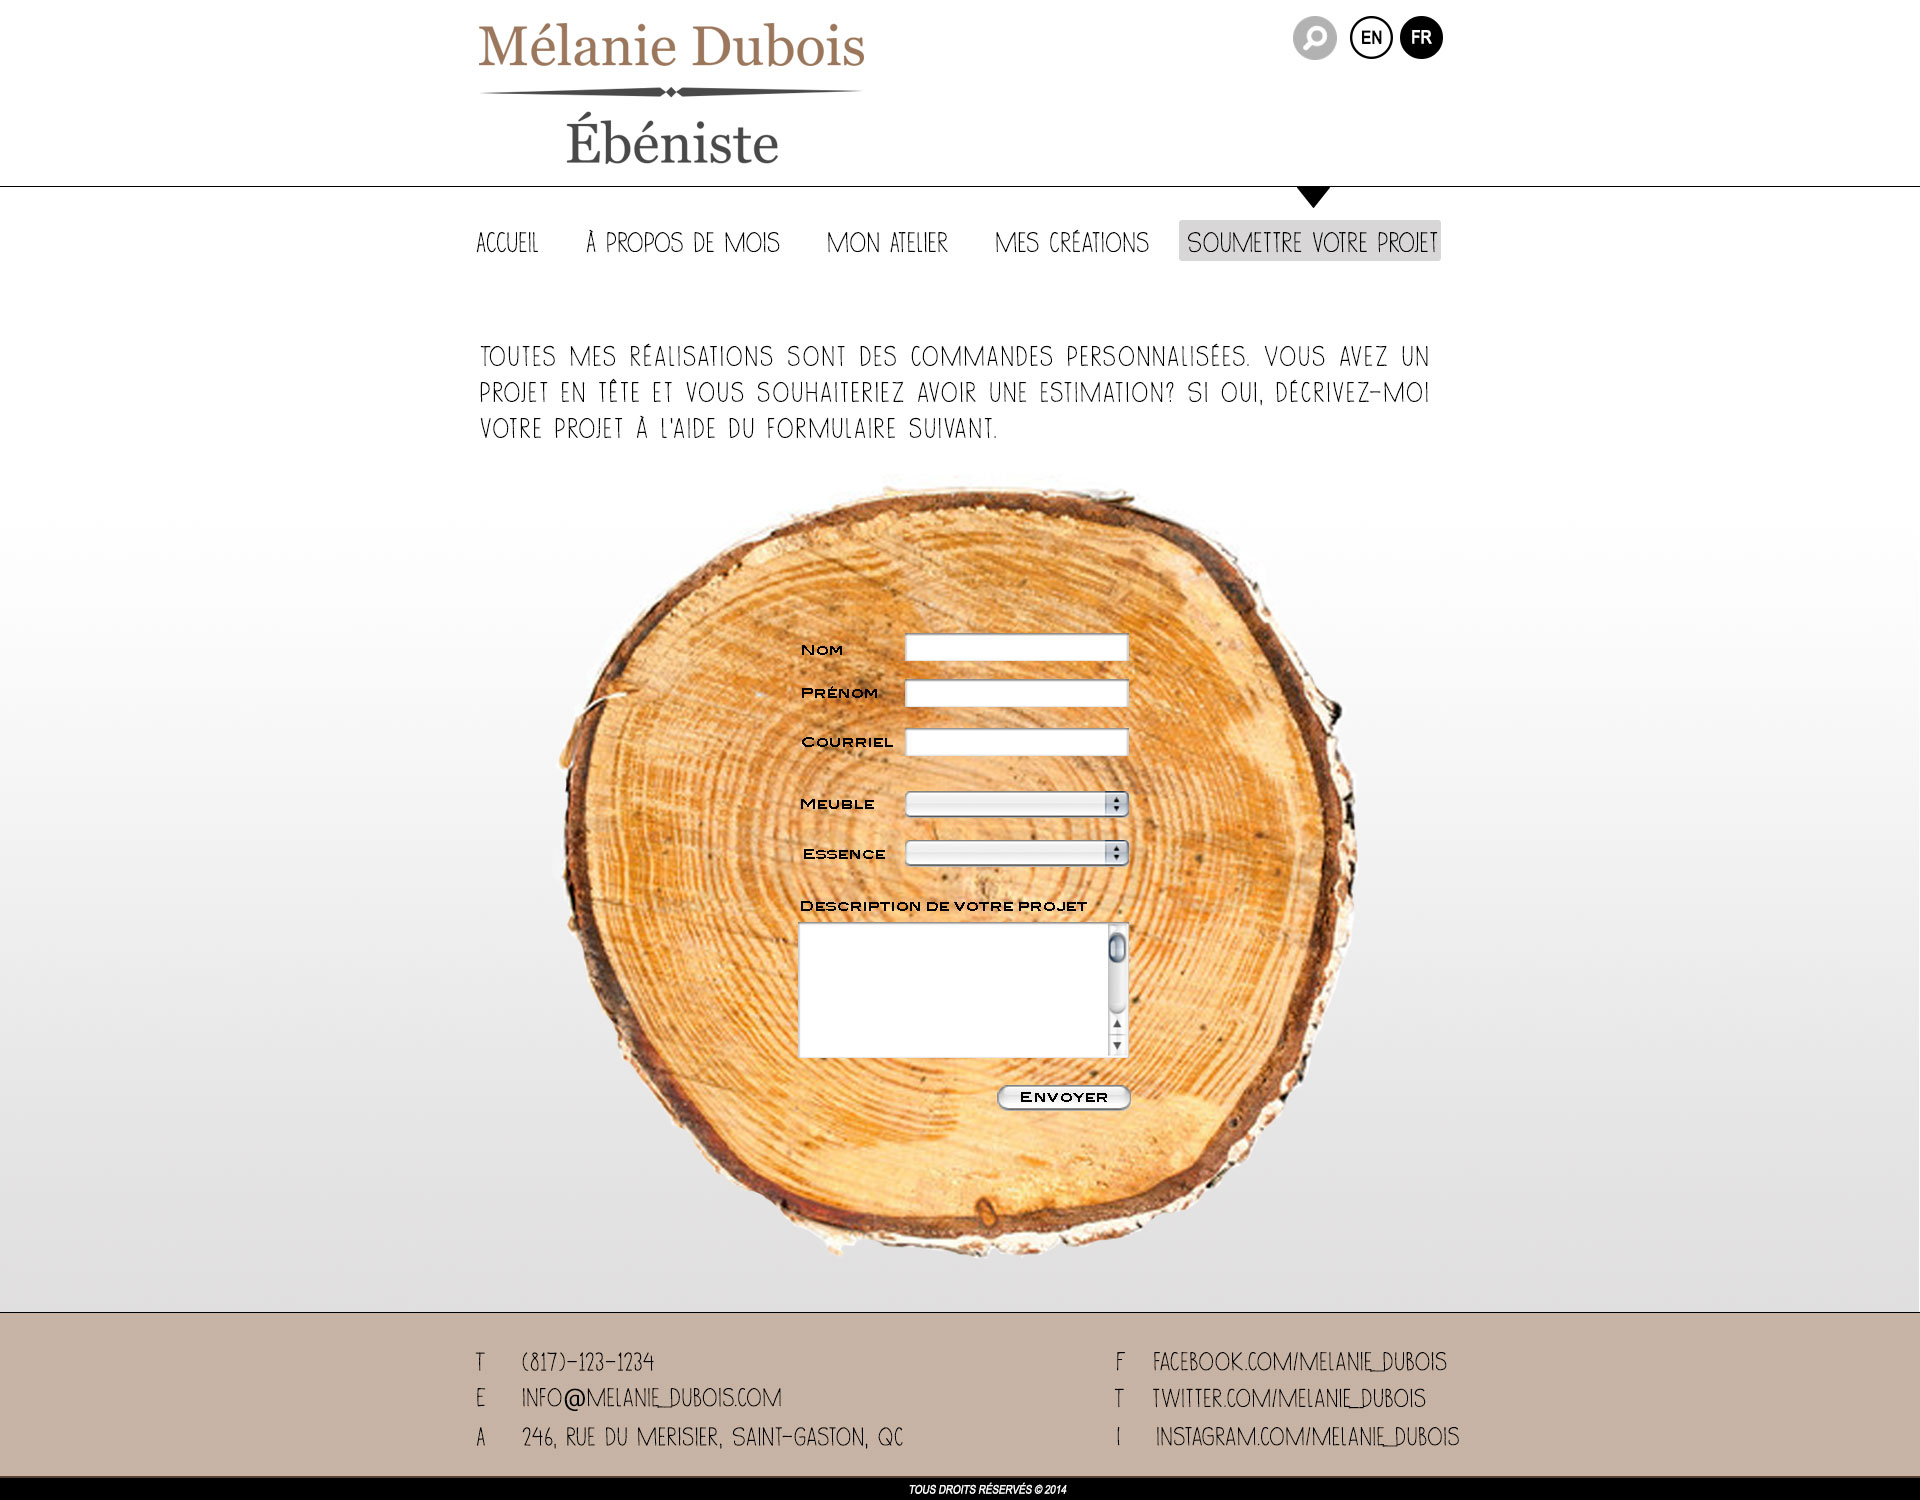 Mélanie Dubois
Ébéniste
EN FR
ACCUEIL À PROPOS DE MOIS MON ATELIER MES CRÉATIONS SOUMETTRE VOTRE PROJET
TOUTES MES RÉALISATIONS SONT DES COMMANDES PERSONNALISÉES. VOUS AVEZ UN
PROJET EN TÊTE ET VOUS SOUHAITERIEZ AVOIR UNE ESTIMATION? SI OUI, DÉCRIVEZ-MOI
VOTRE PROJET À L'AIDE DU FORMULAIRE SUIVANT.
NOM
PRÉNOM
COURRIEL
MEUBLE
ESSENCE
DESCRIPTION DE VOTRE PROJET
ENVOYER
T (817)-123-1234
E INFO@MELANIE_DUBOIS.COM
A 246, RUE DU MERISIER, SAINT-GASTON, QC
F FACEBOOK.COM/MELANIE_DUBOIS
T TWITTER.COM/MELANIE_DUBOIS
I INSTAGRAM.COM/MELANIE_DUBOIS
TOUS DROITS RÉSERVÉS © 2014